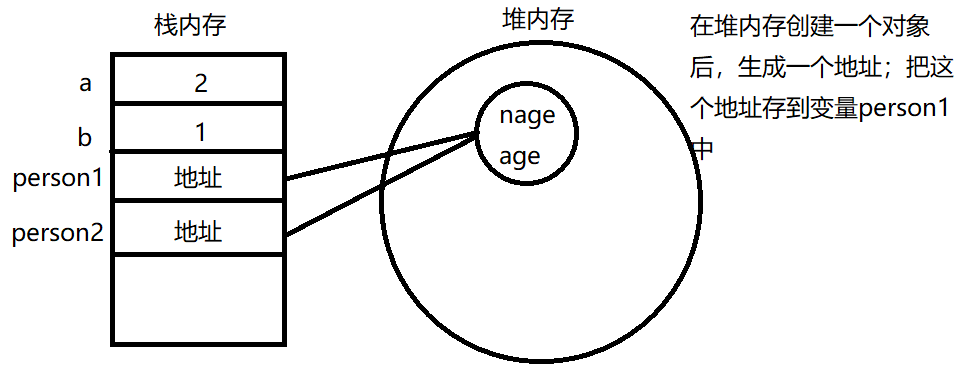 栈内存
堆内存
在堆内存创建一个对象
后，生成一个地址；把这
个地址存到变量person1
中
a
2
b
1
person1
地址
person2
地址
nage
age